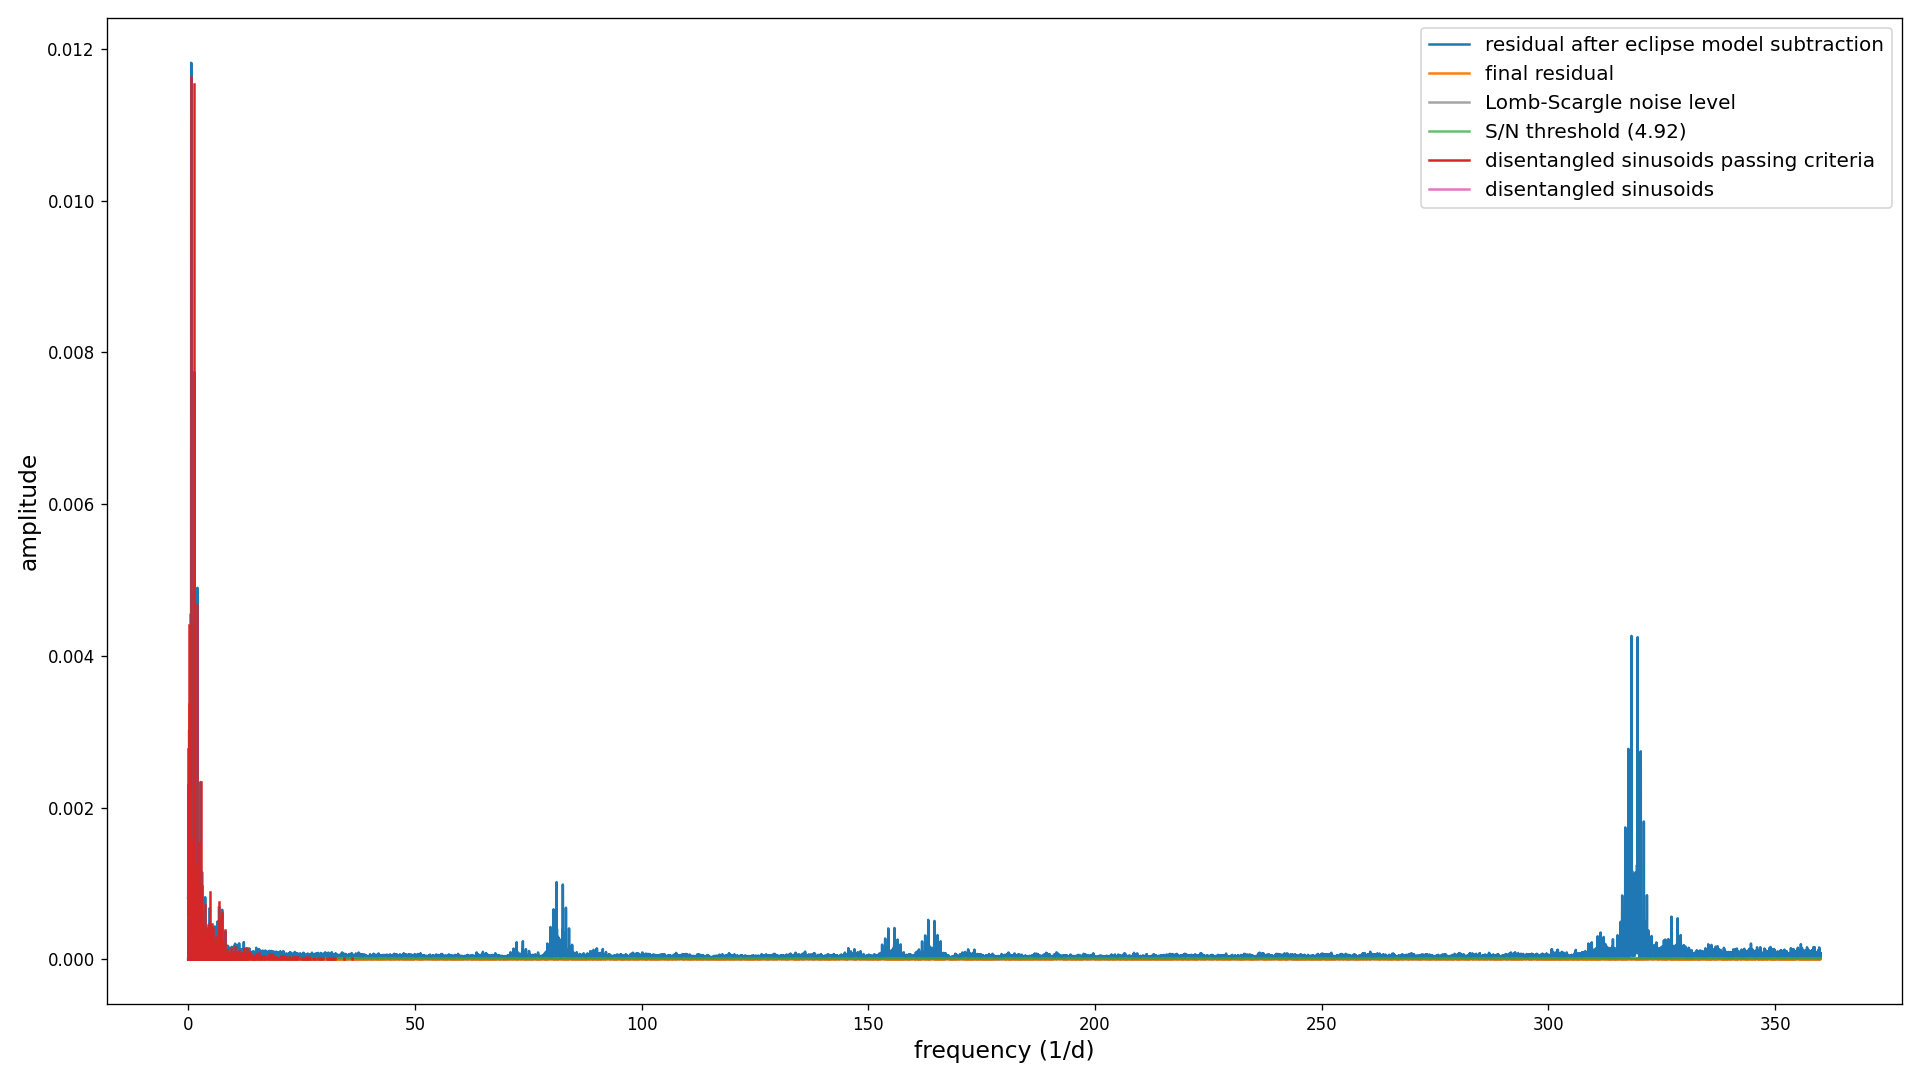 residual after eclipse model subtraction
final residual
Lomb-Scargle noise level
S/N threshold (4.92)
disentangled sinusoids passing criteria
disentangled sinusoids
0.012
0.010
0.008
0.006
0.004
0.002
0.000
amplitude
0 50 100 150 200 250 300 350
frequency (1/d)